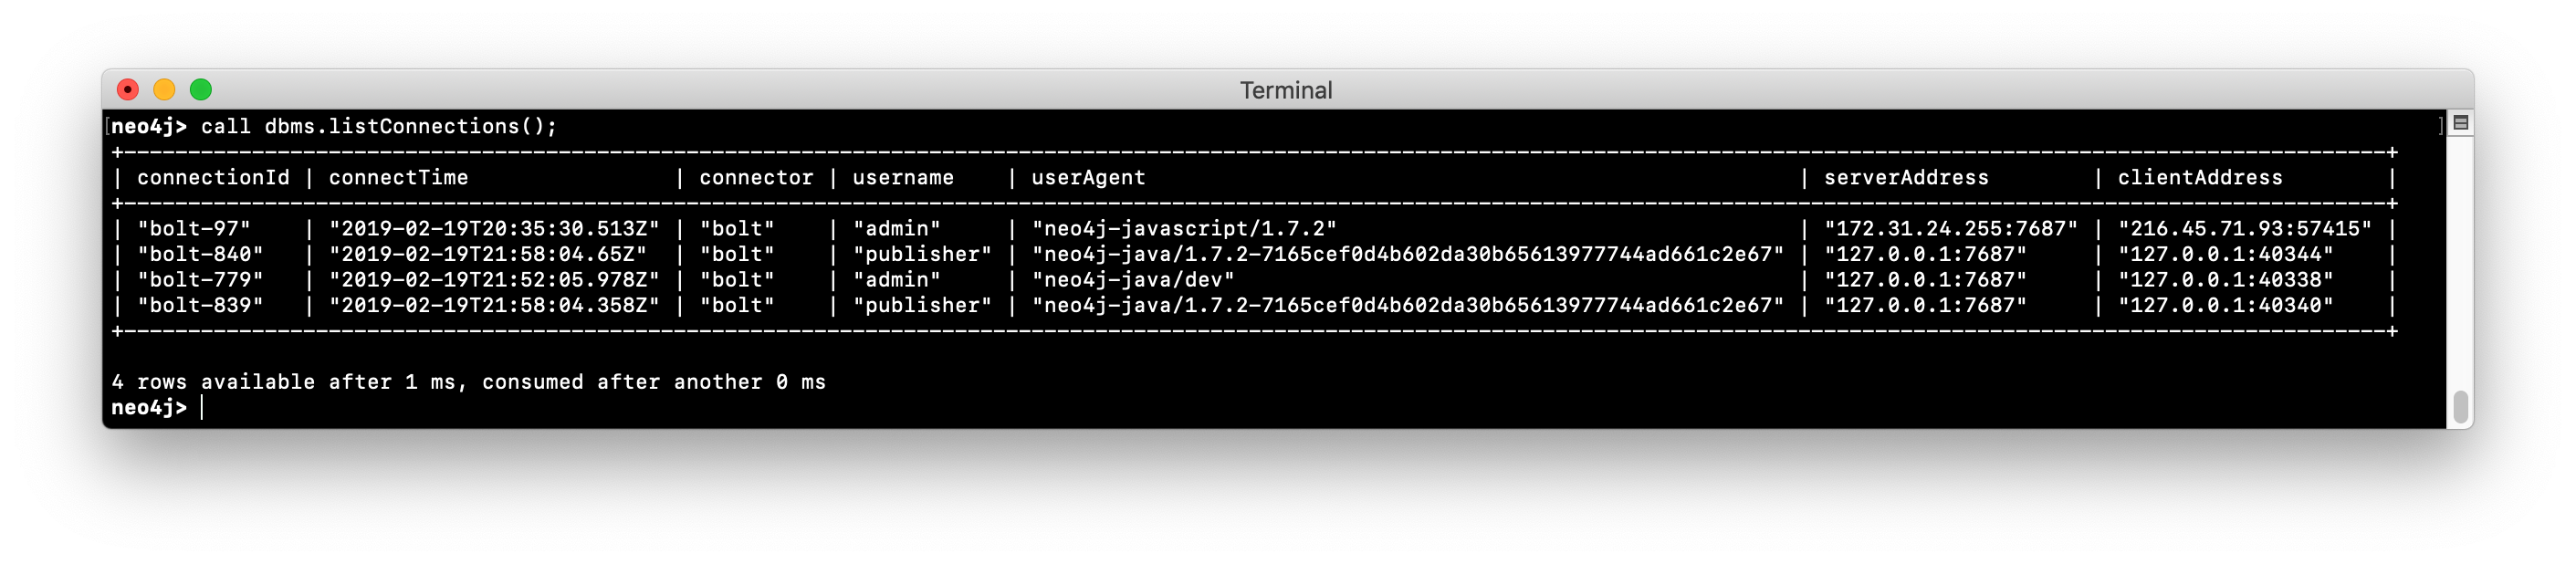 Terminal
neo4j> call dbms.listConnections();
+----------------------------------------------------------------------------------------------------------------------------------------------------------------------------------+
| connectionId | connectTime                | connector | username    | userAgent                                                   | serverAddress        | clientAddress        |
+----------------------------------------------------------------------------------------------------------------------------------------------------------------------------------+
| "bolt-97"    | "2019-02-19T20:35:30.513Z" | "bolt"    | "admin"     | "neo4j-javascript/1.7.2"                                    | "172.31.24.255:7687" | "216.45.71.93:57415" |
| "bolt-840"   | "2019-02-19T21:58:04.65Z"  | "bolt"    | "publisher" | "neo4j-java/1.7.2-7165cef0d4b602da30b65613977744ad661c2e67" | "127.0.0.1:7687"     | "127.0.0.1:40344"    |
| "bolt-779"   | "2019-02-19T21:52:05.978Z" | "bolt"    | "admin"     | "neo4j-java/dev"                                            | "127.0.0.1:7687"     | "127.0.0.1:40338"    |
| "bolt-839"   | "2019-02-19T21:58:04.358Z" | "bolt"    | "publisher" | "neo4j-java/1.7.2-7165cef0d4b602da30b65613977744ad661c2e67" | "127.0.0.1:7687"     | "127.0.0.1:40340"    |
+----------------------------------------------------------------------------------------------------------------------------------------------------------------------------------+
4 rows available after 1 ms, consumed after another 0 ms
neo4j>